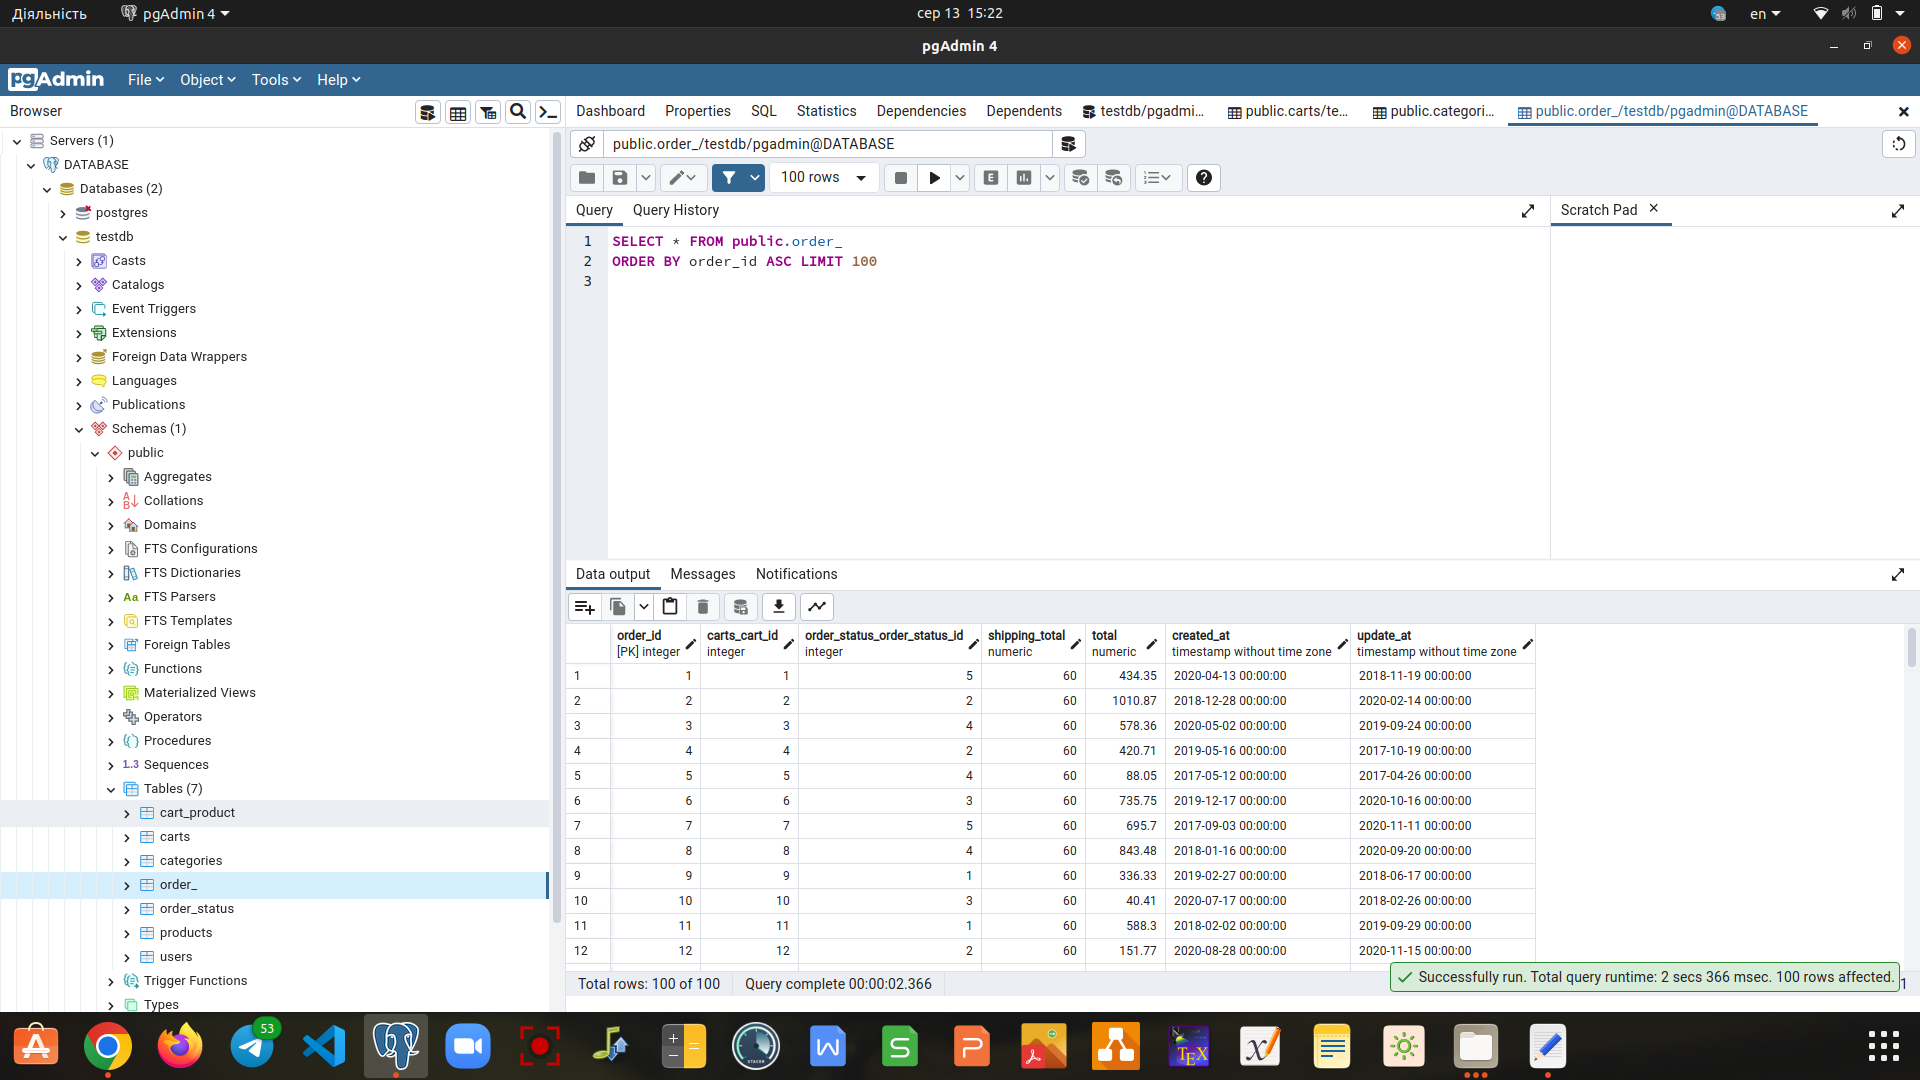 Діяльність pgAdmin 4 сер 13 15:22 53 en
pgAdmin 4
pgAdmin File Object Tools Help
Browser
Dashboard Properties SQL Statistics Dependencies Dependents testdb/pgadmi... public.carts/te... public.categori... public.order_/testdb/pgadmin@DATABASE
public.order_/testdb/pgadmin@DATABASE
100 rows
E
Query Query History
Scratch Pad
1 SELECT * FROM public.order_
2 ORDER BY order_id ASC LIMIT 100
3
Servers (1)
DATABASE
Databases (2)
postgres
testdb
Casts
Catalogs
Event Triggers
Extensions
Foreign Data Wrappers
Languages
Publications
Schemas (1)
public
Aggregates
Collations
Domains
FTS Configurations
FTS Dictionaries
Aa FTS Parsers
FTS Templates
Foreign Tables
Functions
Materialized Views
Operators
Procedures
1.3 Sequences
Tables (7)
cart_product
carts
categories
order_
order_status
products
users
Trigger Functions
Types
Data output Messages Notifications
order_id carts_cart_id order_status_order_status_id shipping_total total created_at update_at
[PK] integer integer integer numeric numeric timestamp without time zone timestamp without time zone
1 1 1 5 60 434.35 2020-04-13 00:00:00 2018-11-19 00:00:00
2 2 2 2 60 1010.87 2018-12-28 00:00:00 2020-02-14 00:00:00
3 3 3 4 60 578.36 2020-05-02 00:00:00 2019-09-24 00:00:00
4 4 4 2 60 420.71 2019-05-16 00:00:00 2017-10-19 00:00:00
5 5 5 4 60 88.05 2017-05-12 00:00:00 2017-04-26 00:00:00
6 6 6 3 60 735.75 2019-12-17 00:00:00 2020-10-16 00:00:00
7 7 7 5 60 695.7 2017-09-03 00:00:00 2020-11-11 00:00:00
8 8 8 4 60 843.48 2018-01-16 00:00:00 2020-09-20 00:00:00
9 9 9 1 60 336.33 2019-02-27 00:00:00 2018-06-17 00:00:00
10 10 10 3 60 40.41 2020-07-17 00:00:00 2018-02-26 00:00:00
11 11 11 1 60 588.3 2018-02-02 00:00:00 2019-09-29 00:00:00
12 12 12 2 60 151.77 2020-08-28 00:00:00 2020-11-15 00:00:00
Total rows: 100 of 100 Query complete 00:00:02.366
Successfully run. Total query runtime: 2 secs 366 msec. 100 rows affected. 1
53
W S P TEX X